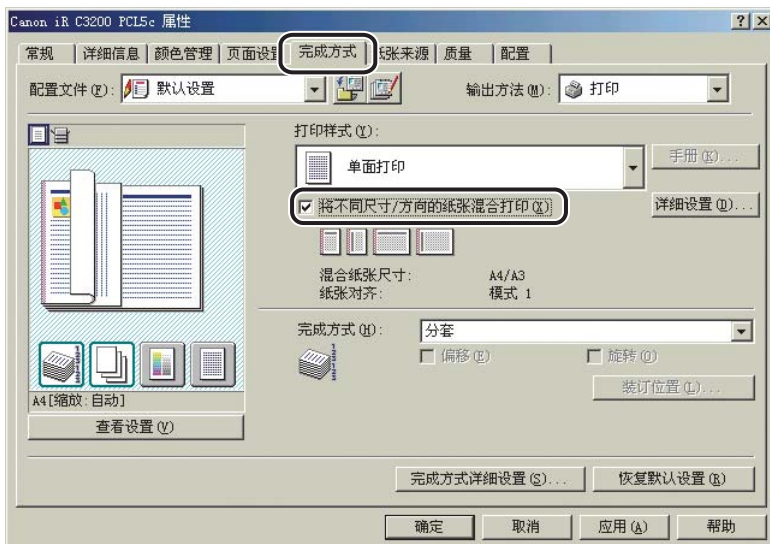 Canon iR C3200 PCL5c 属性
常规 详细信息 颜色管理 页面设置 完成方式 纸张来源 质量 配置
配置文件(F): 默认设置 输出方法(M): 打印
打印样式(Y):
单面打印 手册(K)...
将不同尺寸/方向的纸张混合打印(X) 详细设置(D)...
混合纸张尺寸: A4/A3
纸张对齐: 模式 1
完成方式(H): 分套
偏移(E) 旋转(O)
装订位置(L)...
A4[缩放:自动]
查看设置(V)
完成方式详细设置(S)... 恢复默认设置(R)
确定 取消 应用(A) 帮助